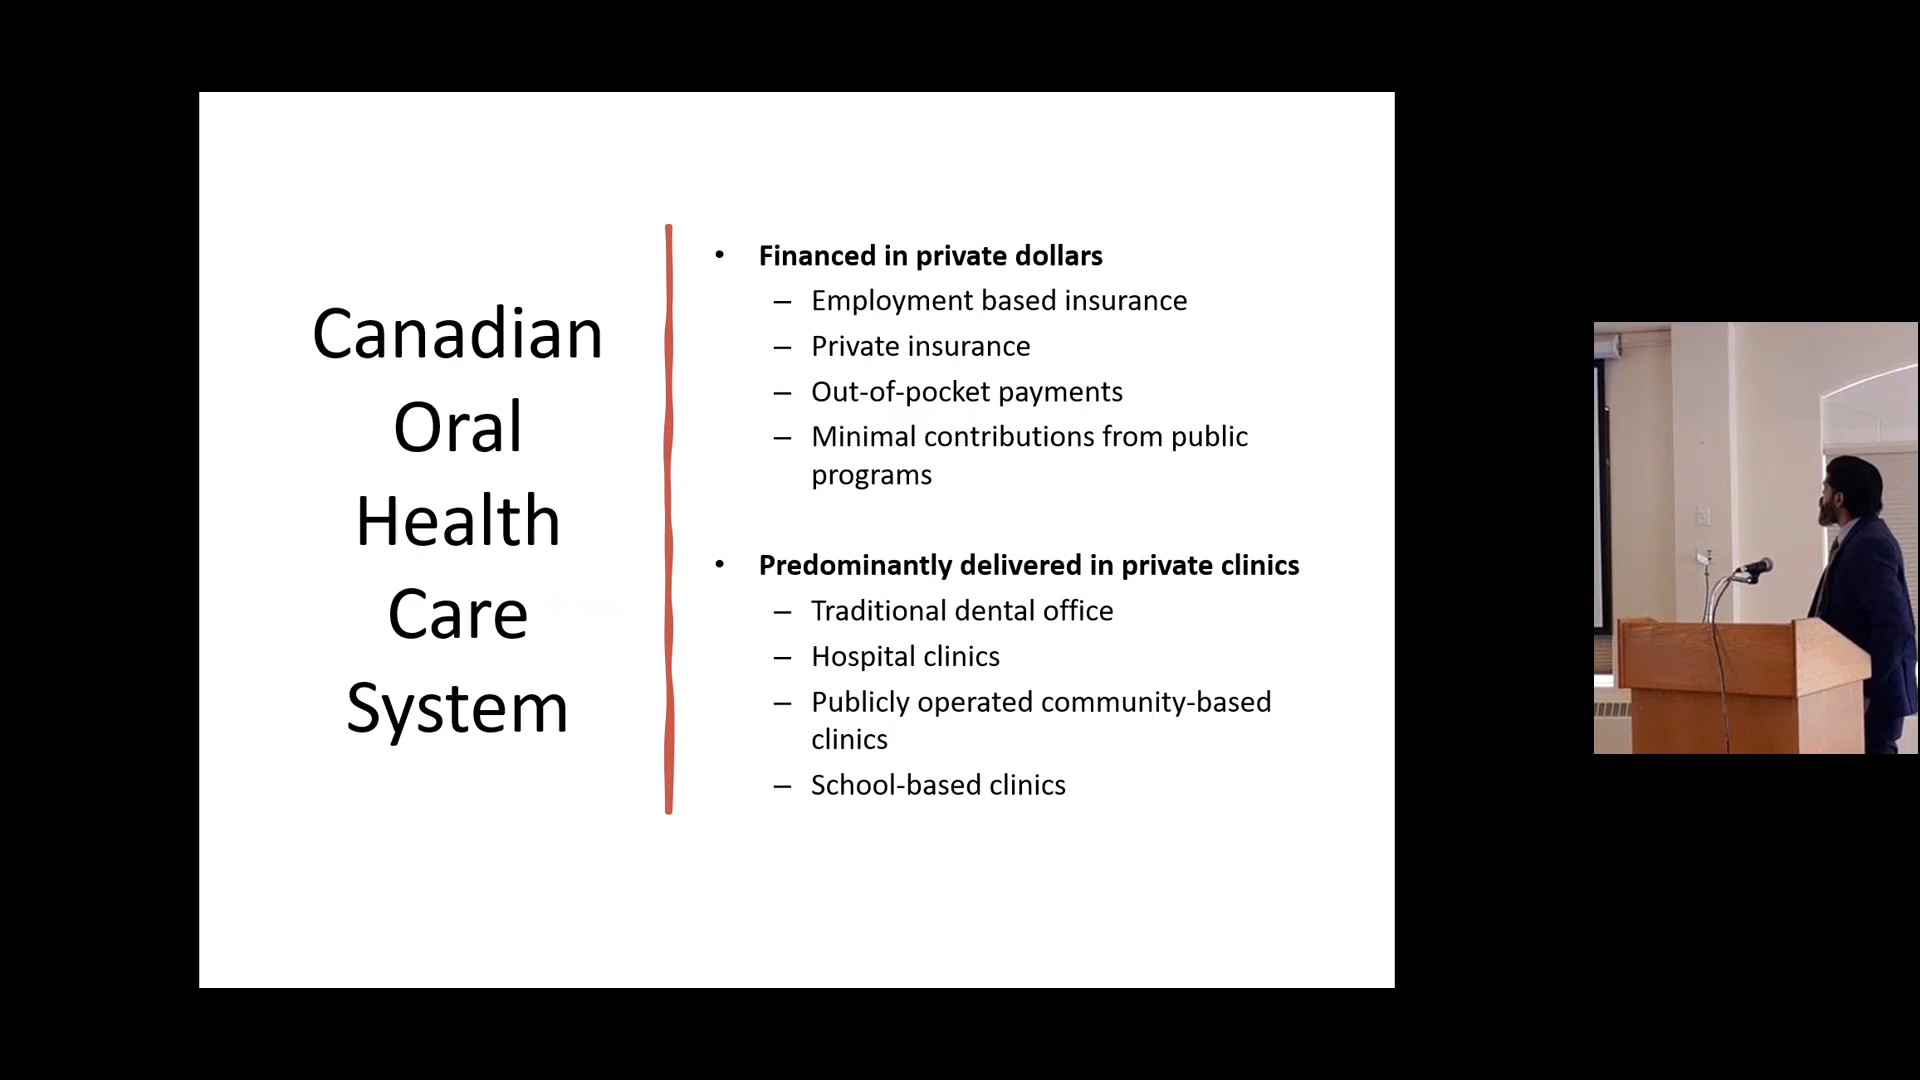 Canadian
Oral
Health
Care
System
• Financed in private dollars
– Employment based insurance
– Private insurance
– Out-of-pocket payments
– Minimal contributions from public
programs
• Predominantly delivered in private clinics
– Traditional dental office
– Hospital clinics
– Publicly operated community-based
clinics
– School-based clinics